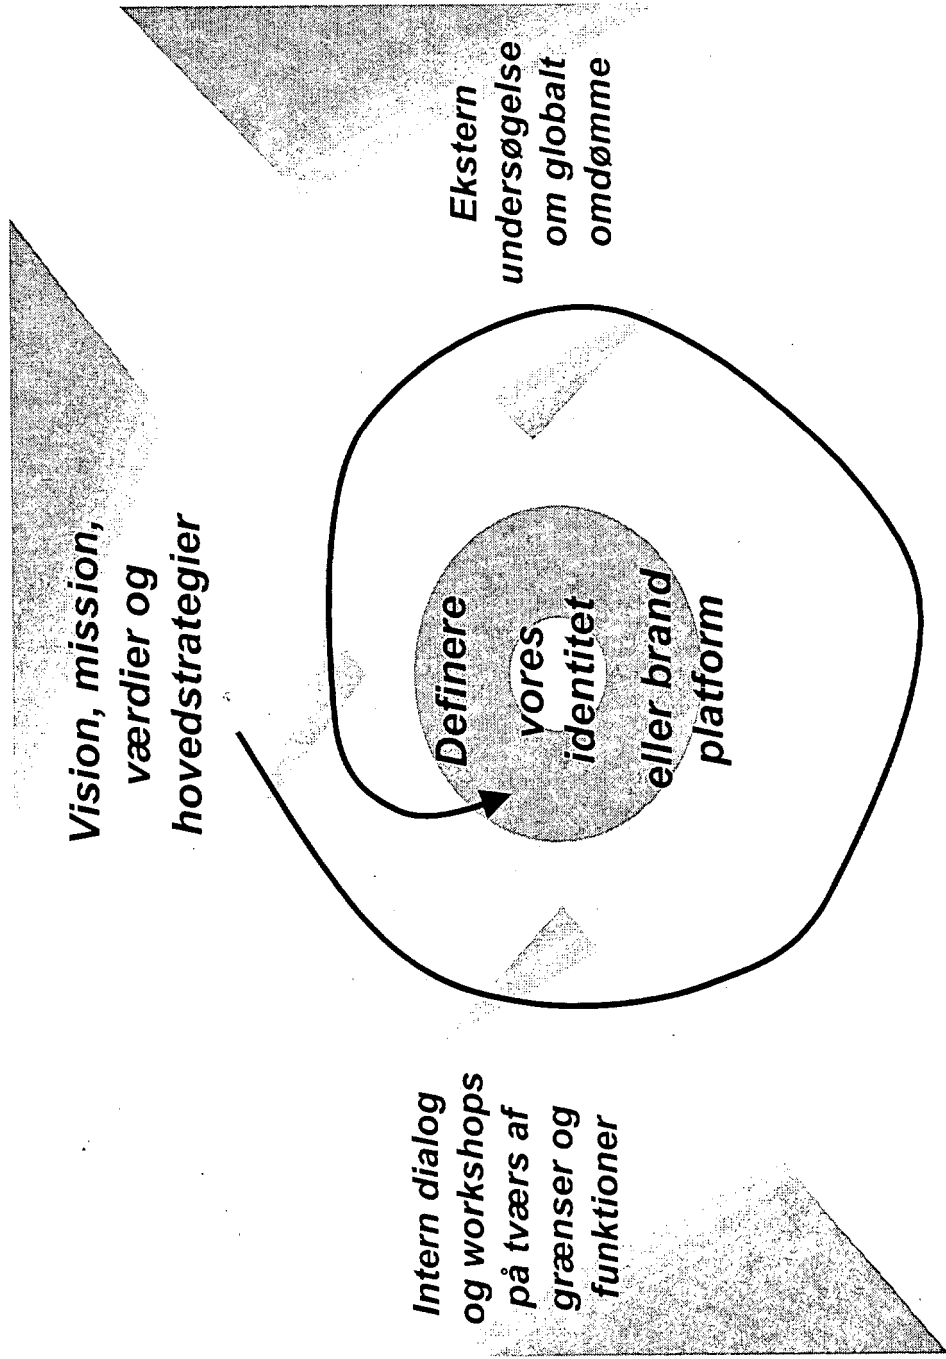 Vision, mission,
værdier og
hovedstrategier
Intern dialog
og workshops
på tværs af
grænser og
funktioner
Definere
vores
identitet
eller brand
platform
Ekstern
undersøgelse
om globalt
omdømme